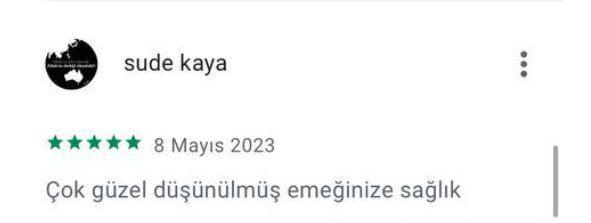 sude kaya
8 Mayıs 2023
Çok güzel düşünülmüş emeğinize sağlık